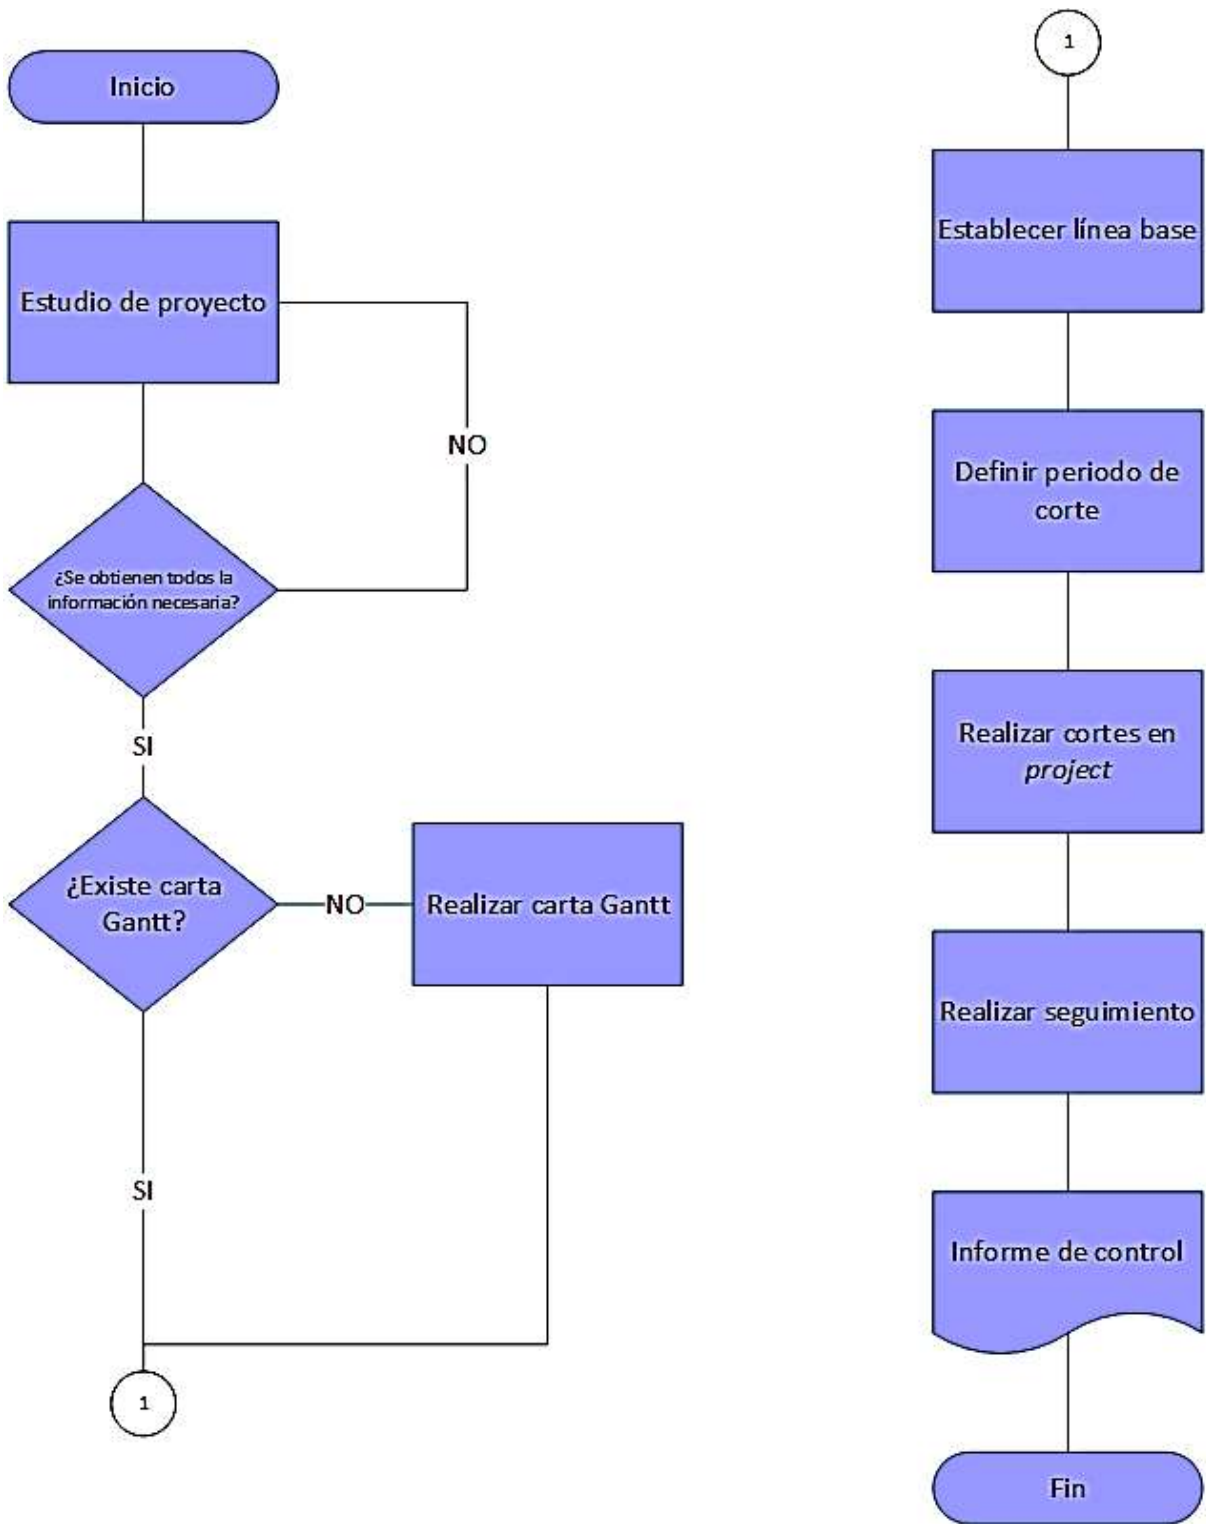 Inicio
Estudio de proyecto
NO
¿Se obtienen todos la
información necesaria?
SI
¿Existe carta
Gantt?
NO
Realizar carta Gantt
SI
1
1
Establecer línea base
Definir periodo de
corte
Realizar cortes en
project
Realizar seguimiento
Informe de control
Fin